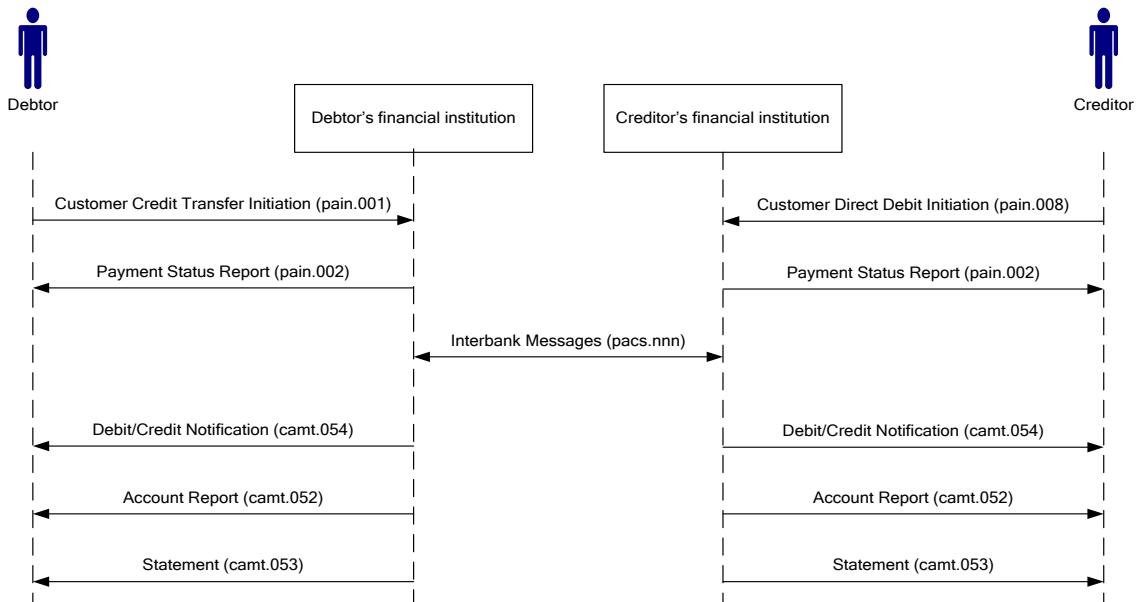 Debtor
Creditor
Debtor's financial institution
Creditor's financial institution
Customer Credit Transfer Initiation (pain.001)
Customer Direct Debit Initiation (pain.008)
Payment Status Report (pain.002)
Payment Status Report (pain.002)
Interbank Messages (pacs.nnn)
Debit/Credit Notification (camt.054)
Debit/Credit Notification (camt.054)
Account Report (camt.052)
Account Report (camt.052)
Statement (camt.053)
Statement (camt.053)